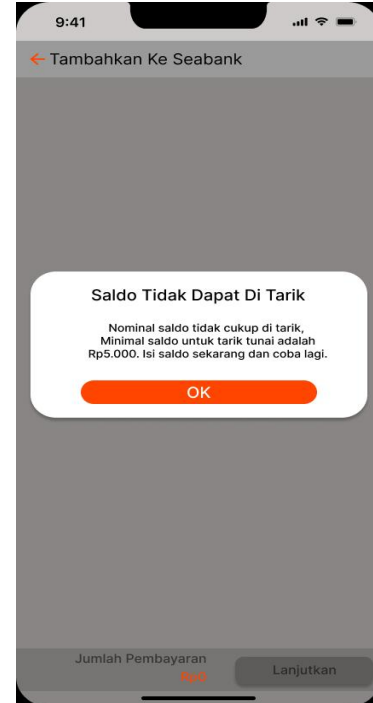 9:41
Tambahkan Ke Seabank
Saldo Tidak Dapat Di Tarik
Nominal saldo tidak cukup di tarik,
Minimal saldo untuk tarik tunai adalah
Rp5.000. Isi saldo sekarang dan coba lagi.
OK
Jumlah Pembayaran
Rp0
Lanjutkan